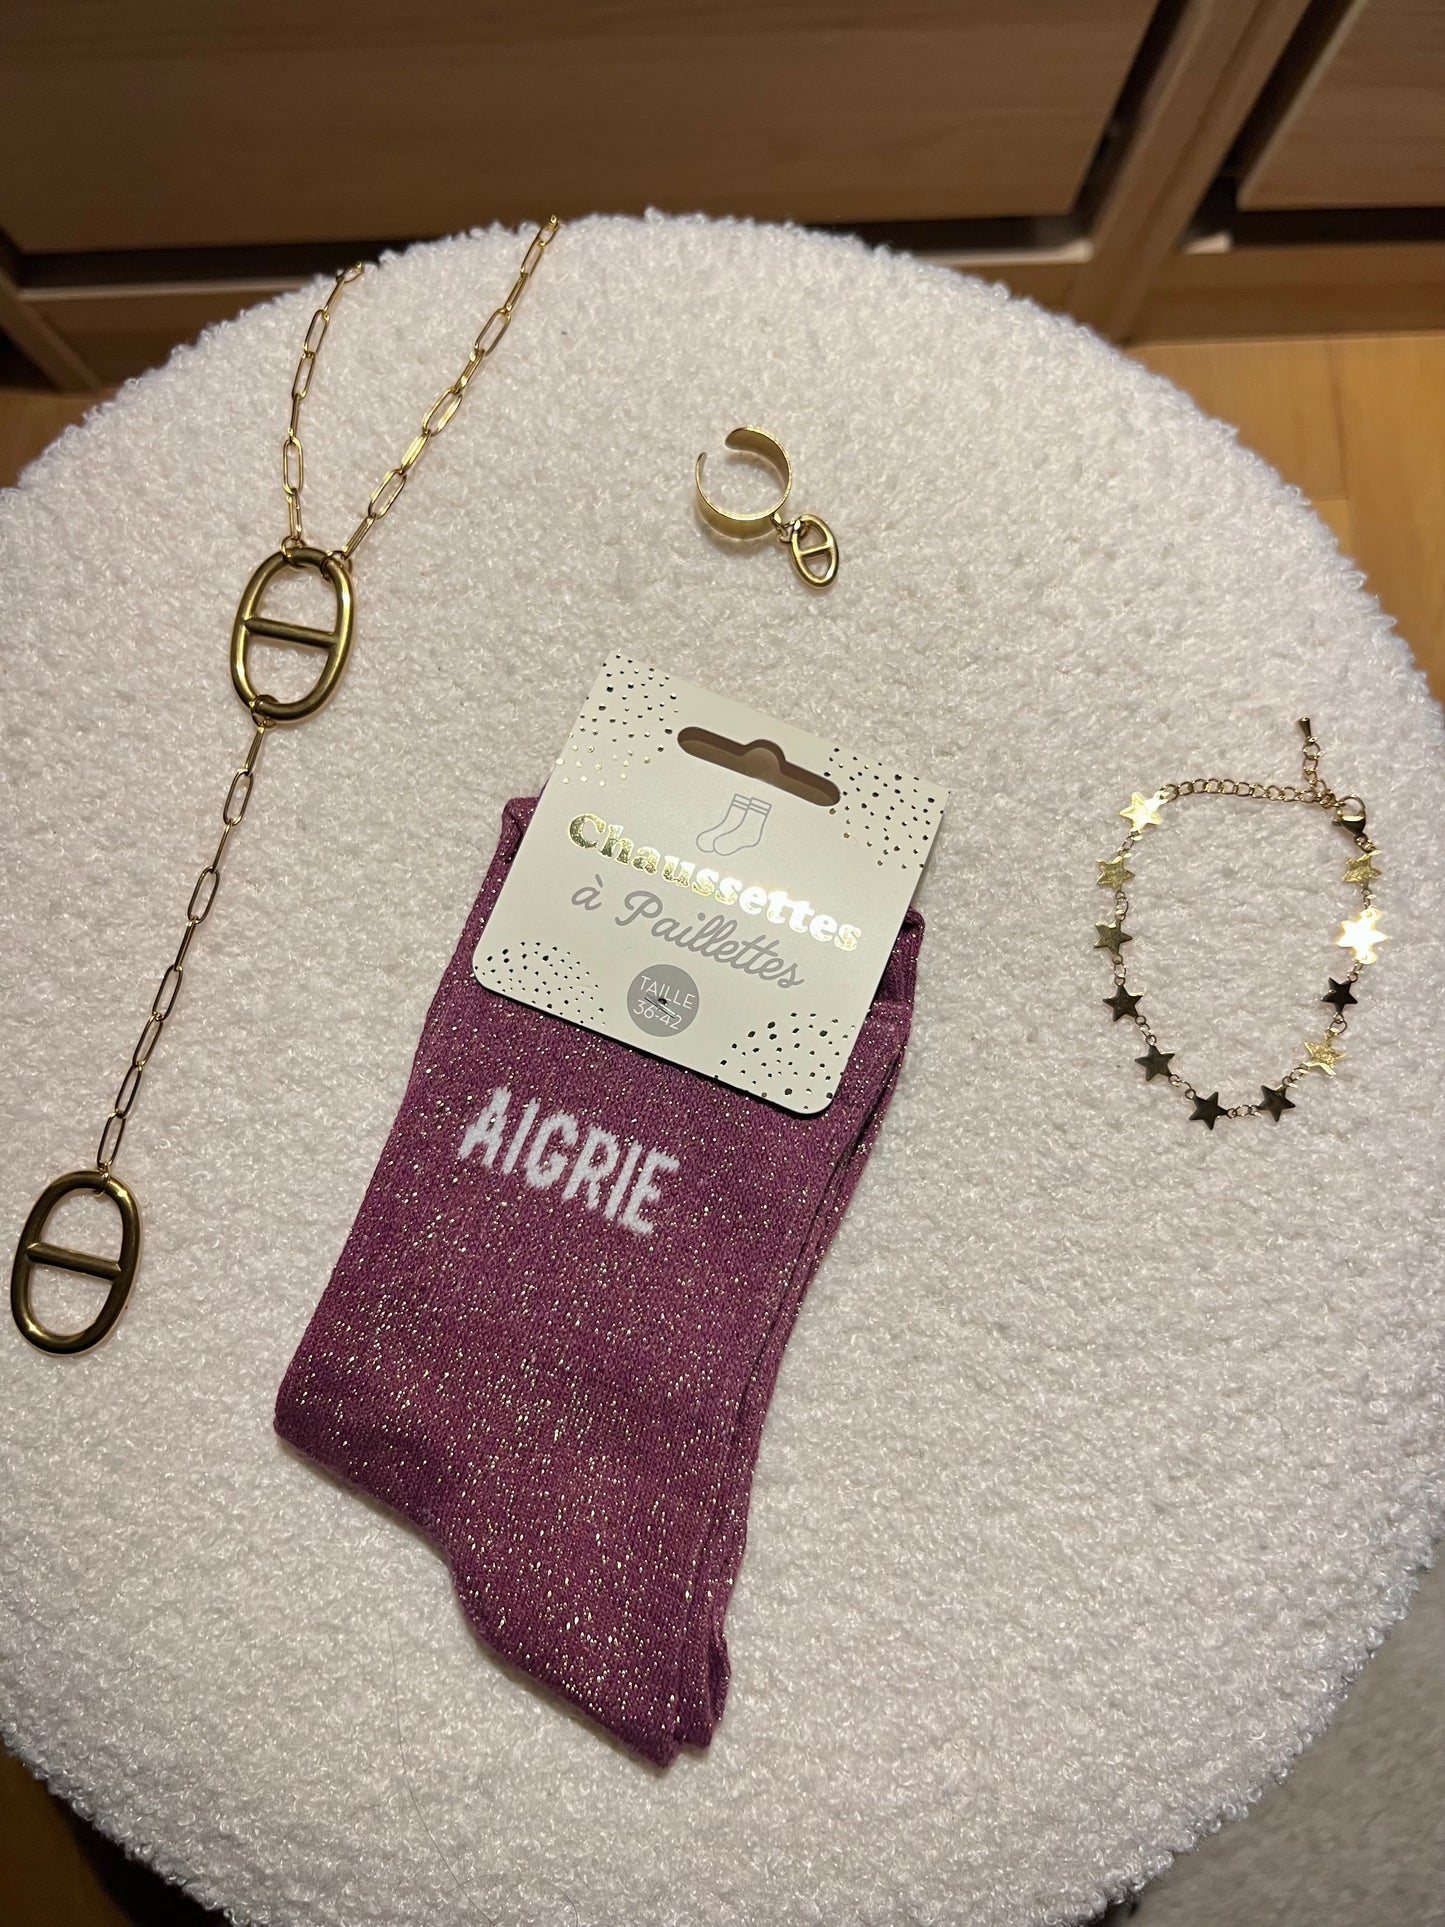 Chaussettes
à Paillettes
TAILLE
36-42
AIGRIE